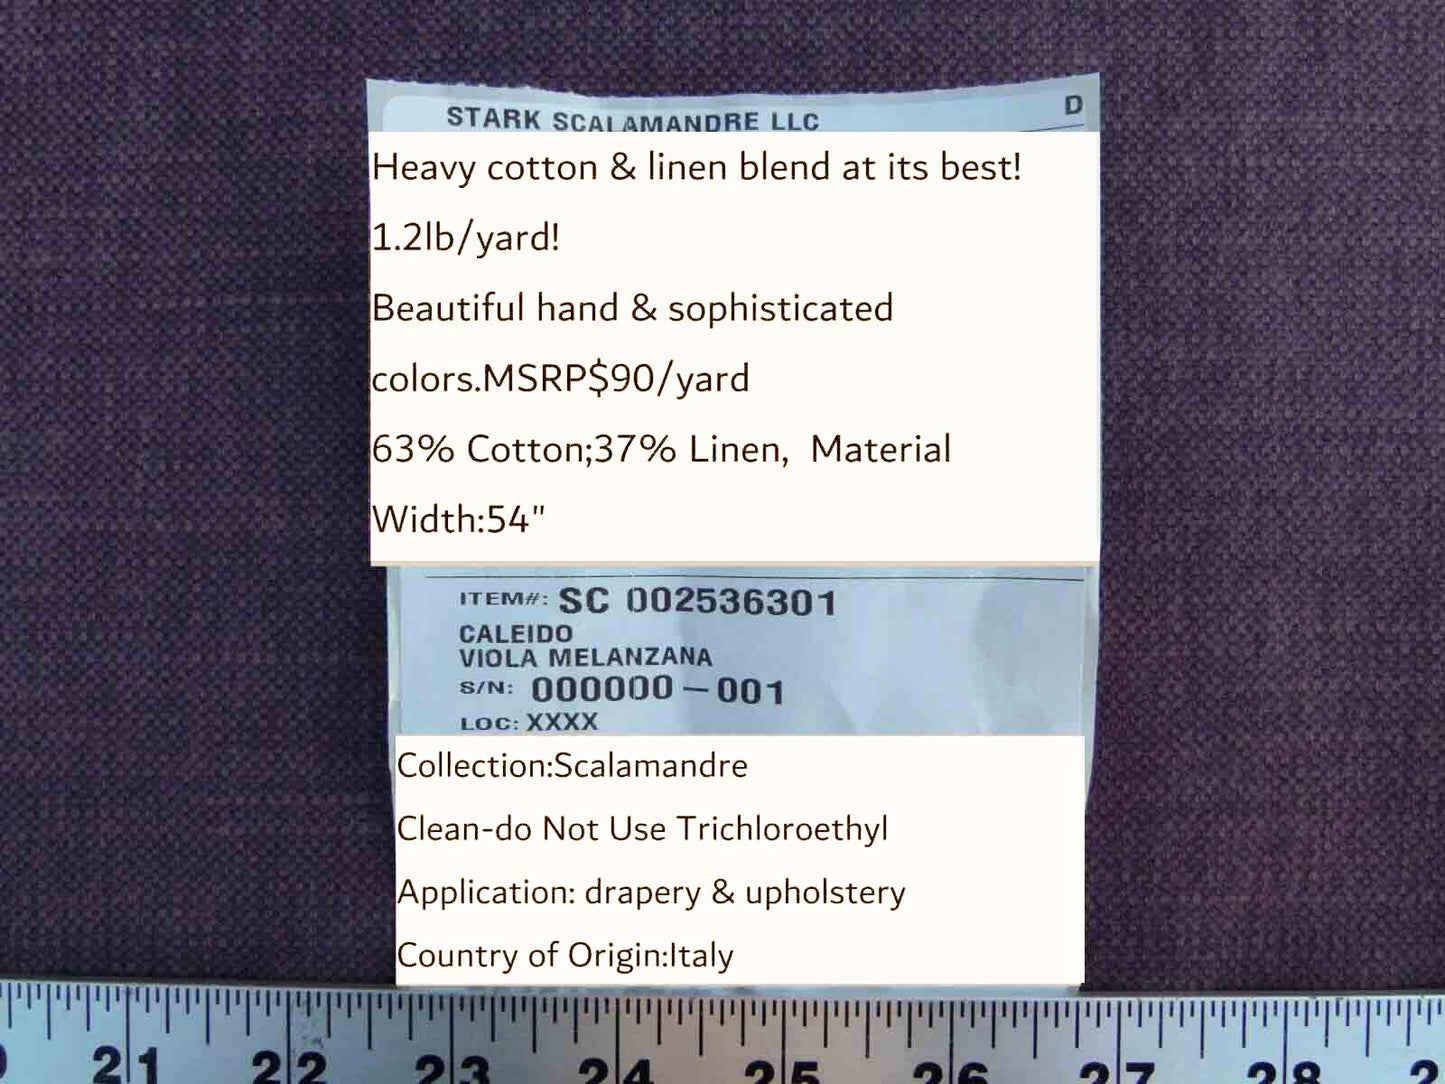 STARK SCALAMANDRE LLC D
Heavy cotton & linen blend at its best!
1.2lb/yard!
Beautiful hand & sophisticated
colors.MSRP$90/yard
63% Cotton;37% Linen,  Material
Width:54"
ITEM#: SC 002536301
CALEIDO
VIOLA MELANZANA
S/N: 000000-001
LOC: XXXX
Collection:Scalamandre
Clean-do Not Use Trichloroethyl
Application: drapery & upholstery
Country of Origin:Italy
21 22 23 24 25 26 27 28